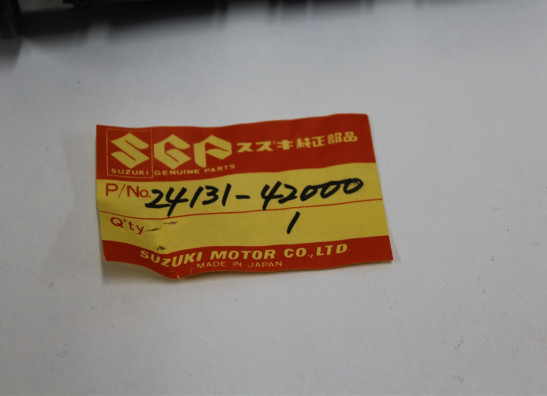 SGP スズキ純正部品
SUZUKI GENUINE PARTS
P/No. 24131-42000
Q'ty 1
SUZUKI MOTOR CO., LTD.
MADE IN JAPAN